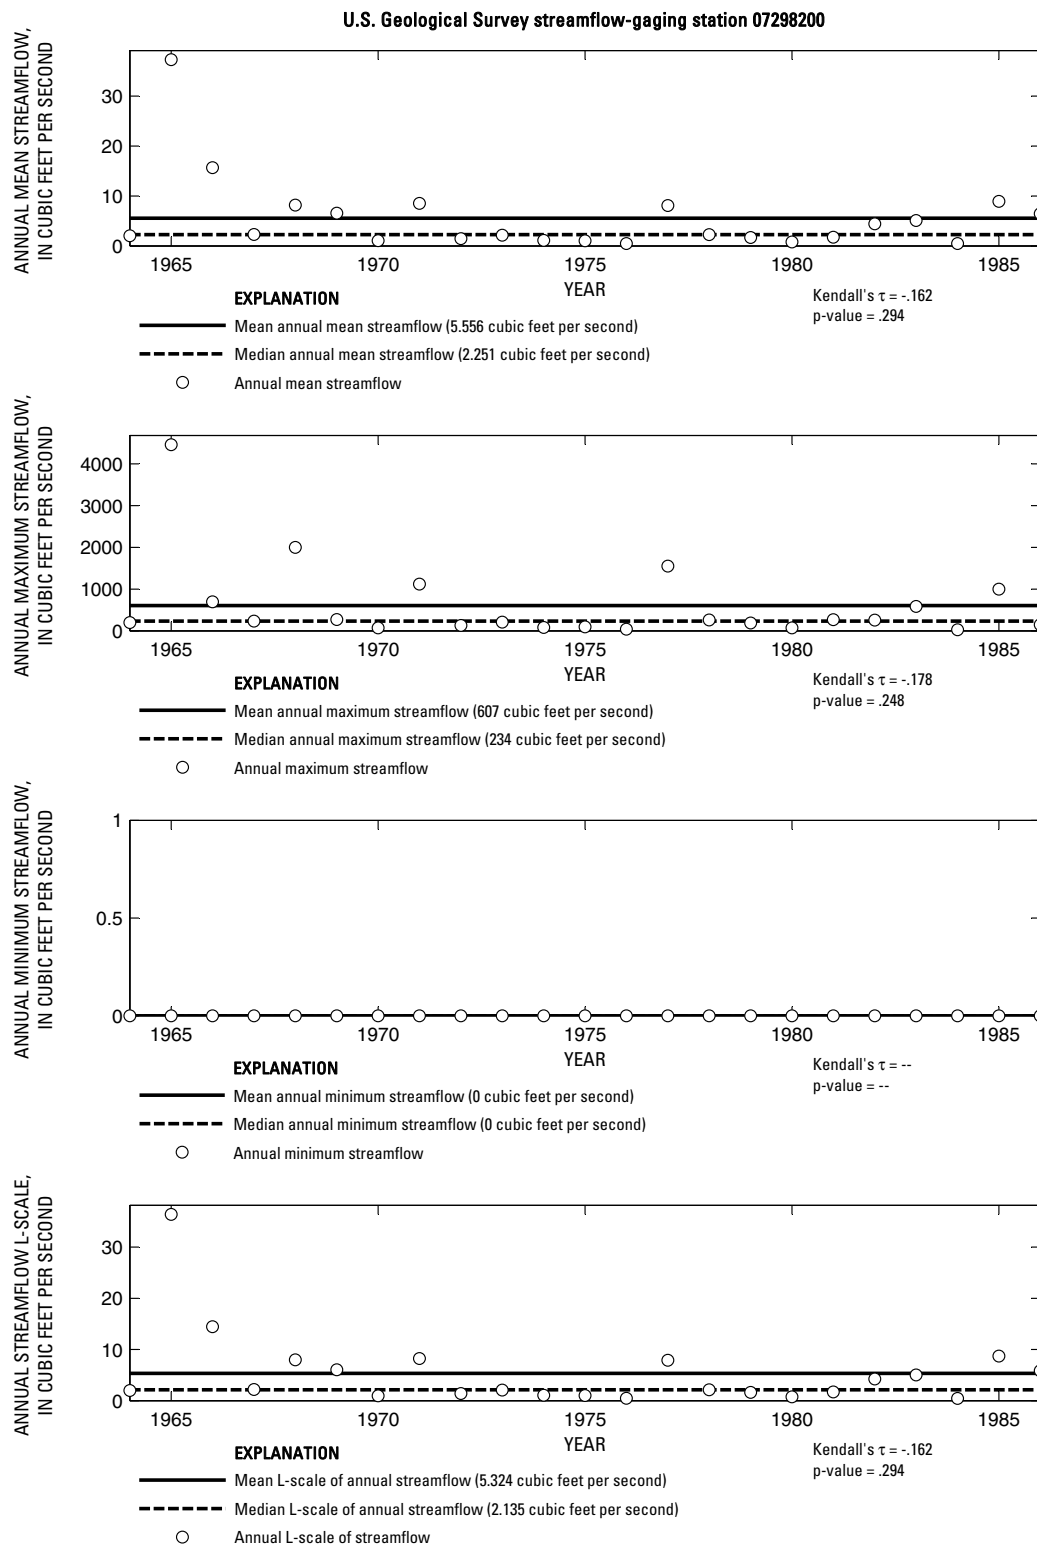 U.S. Geological Survey streamflow-gaging station 07298200
ANNUAL MEAN STREAMFLOW,
IN CUBIC FEET PER SECOND
30
20
10
0
1965 1970 1975 1980 1985
YEAR
Kendall's τ = -.162
p-value = .294
EXPLANATION
Mean annual mean streamflow (5.556 cubic feet per second)
Median annual mean streamflow (2.251 cubic feet per second)
Annual mean streamflow
ANNUAL MAXIMUM STREAMFLOW,
IN CUBIC FEET PER SECOND
4000
3000
2000
1000
0
1965 1970 1975 1980 1985
YEAR
Kendall's τ = -.178
p-value = .248
EXPLANATION
Mean annual maximum streamflow (607 cubic feet per second)
Median annual maximum streamflow (234 cubic feet per second)
Annual maximum streamflow
ANNUAL MINIMUM STREAMFLOW,
IN CUBIC FEET PER SECOND
1
0.5
0
1965 1970 1975 1980 1985
YEAR
Kendall's τ = --
p-value = --
EXPLANATION
Mean annual minimum streamflow (0 cubic feet per second)
Median annual minimum streamflow (0 cubic feet per second)
Annual minimum streamflow
ANNUAL STREAMFLOW L-SCALE,
IN CUBIC FEET PER SECOND
30
20
10
0
1965 1970 1975 1980 1985
YEAR
Kendall's τ = -.162
p-value = .294
EXPLANATION
Mean L-scale of annual streamflow (5.324 cubic feet per second)
Median L-scale of annual streamflow (2.135 cubic feet per second)
Annual L-scale of streamflow